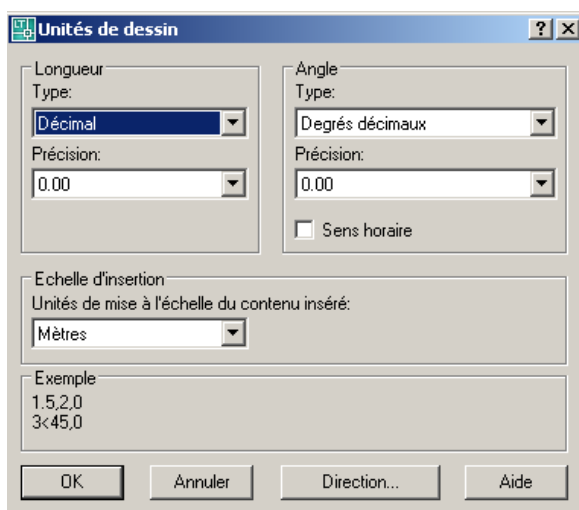 Unités de dessin
Longueur
Type:
Décimal
Précision:
0.00
Angle
Type:
Degrés décimaux
Précision:
0.00
Sens horaire
Echelle d'insertion
Unités de mise à l'échelle du contenu inséré:
Mètres
Exemple
1.5,2,0
3<45,0
OK
Annuler
Direction...
Aide